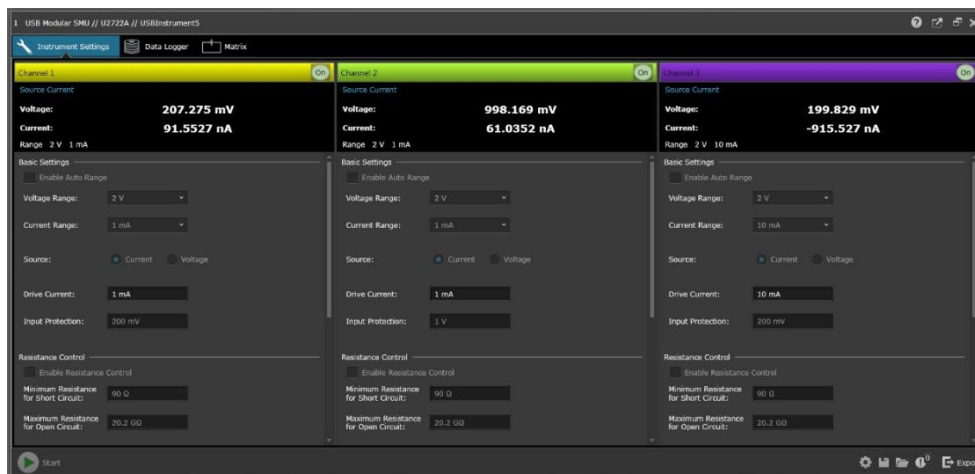 1 USB Modular SMU // U2722A // USBInstrument5
Instrument Settings Data Logger Matrix
Channel 1 On
Source Current
Voltage: 207.275 mV
Current: 91.5527 nA
Range 2 V 1 mA
Basic Settings
Enable Auto Range
Voltage Range: 2 V
Current Range: 1 mA
Source: Current Voltage
Drive Current: 1 mA
Input Protection: 200 mV
Resistance Control
Enable Resistance Control
Minimum Resistance
for Short Circuit: 90 Ω
Maximum Resistance
for Open Circuit: 20.2 GΩ
Channel 2 On
Source Current
Voltage: 998.169 mV
Current: 61.0352 nA
Range 2 V 1 mA
Basic Settings
Enable Auto Range
Voltage Range: 2 V
Current Range: 1 mA
Source: Current Voltage
Drive Current: 1 mA
Input Protection: 1 V
Resistance Control
Enable Resistance Control
Minimum Resistance
for Short Circuit: 90 Ω
Maximum Resistance
for Open Circuit: 20.2 GΩ
Channel 3 On
Source Current
Voltage: 199.829 mV
Current: -915.527 nA
Range 2 V 10 mA
Basic Settings
Enable Auto Range
Voltage Range: 2 V
Current Range: 10 mA
Source: Current Voltage
Drive Current: 10 mA
Input Protection: 200 mV
Resistance Control
Enable Resistance Control
Minimum Resistance
for Short Circuit: 90 Ω
Maximum Resistance
for Open Circuit: 20.2 GΩ
Start 0 Expo